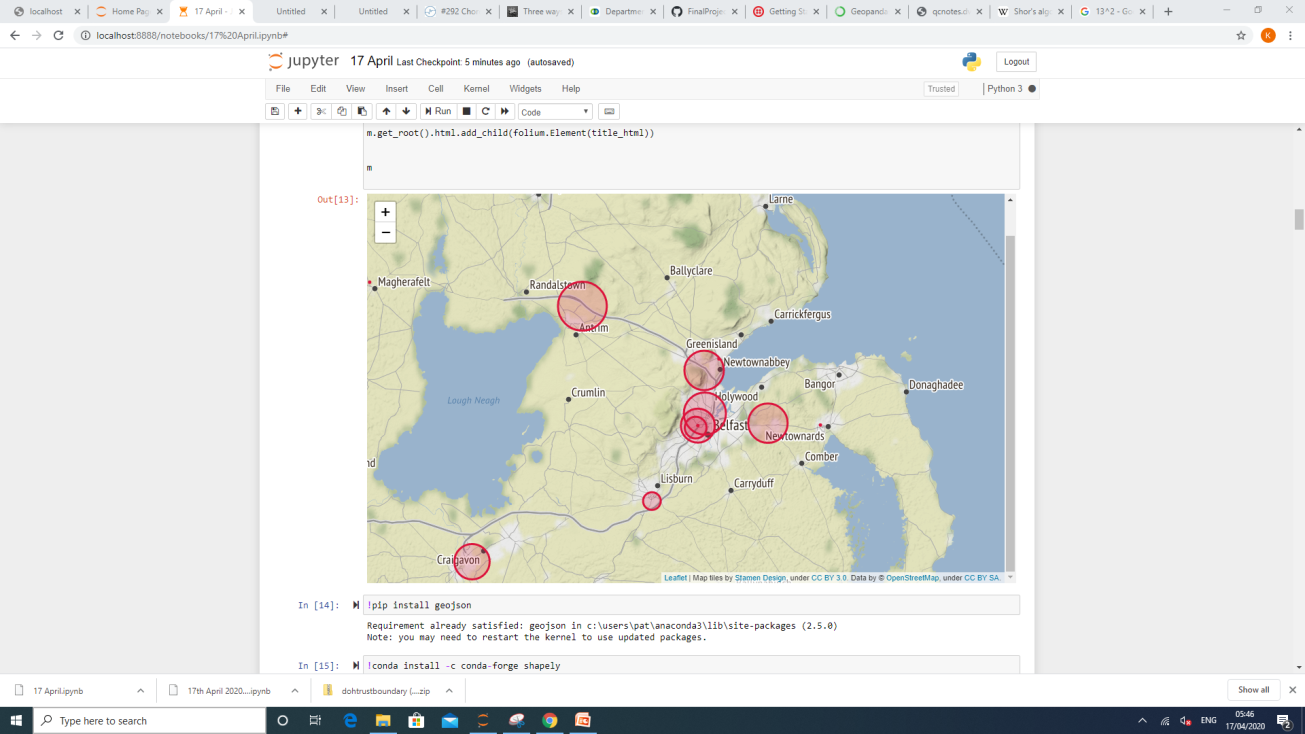 localhost
Home Pag
17 April - J
Untitled
Untitled
#292 Cho
Three way
Departme
FinalProje
Getting St
Geopanda
qcnotes.d
Shor's alg
13^2 - Go
localhost:8888/notebooks/17%20April.ipynb#
K
jupyter 17 April Last Checkpoint: 5 minutes ago (autosaved)
Logout
File Edit View Insert Cell Kernel Widgets Help
Trusted
Python 3
Run
Code
m.get_root().html.add_child(folium.Element(title_html))
m
Out[13]:
+
−
Larne
Ballyclare
Magherafelt
Randalstown
Carrickfergus
Antrim
Greenisland
Newtownabbey
Bangor
Donaghadee
Crumlin
Holywood
Lough Neagh
Belfast
Newtownards
Comber
nd
Lisburn
Carryduff
Craigavon
Leaflet | Map tiles by Stamen Design, under CC BY 3.0. Data by © OpenStreetMap, under CC BY SA.
In [14]:
!pip install geojson
Requirement already satisfied: geojson in c:\users\pat\anaconda3\lib\site-packages (2.5.0)
Note: you may need to restart the kernel to use updated packages.
In [15]:
!conda install -c conda-forge shapely
17 April.ipynb
17th April 2020....ipynb
dohtrustboundary (....zip
Show all
Type here to search
ENG
05:46
17/04/2020
2